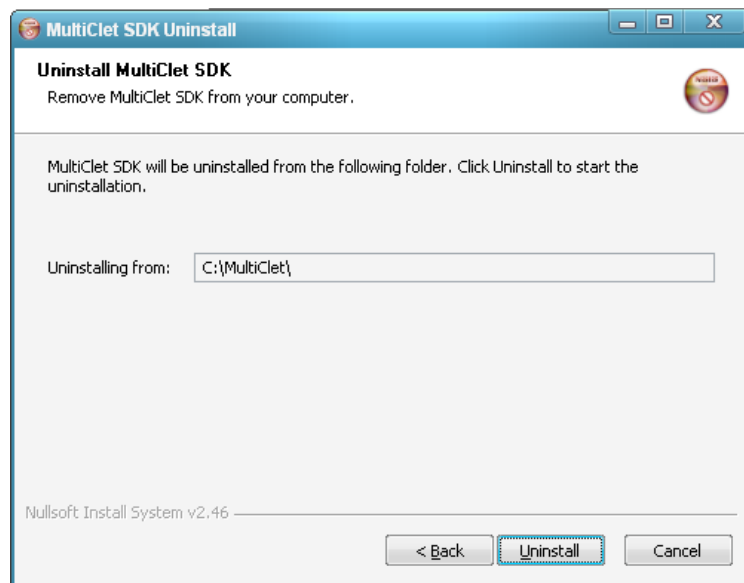 MultiClet SDK Uninstall
Uninstall MultiClet SDK
Remove MultiClet SDK from your computer.
MultiClet SDK will be uninstalled from the following folder. Click Uninstall to start the
uninstallation.
Uninstalling from: C:\MultiClet\
Nullsoft Install System v2.46
< Back Uninstall Cancel